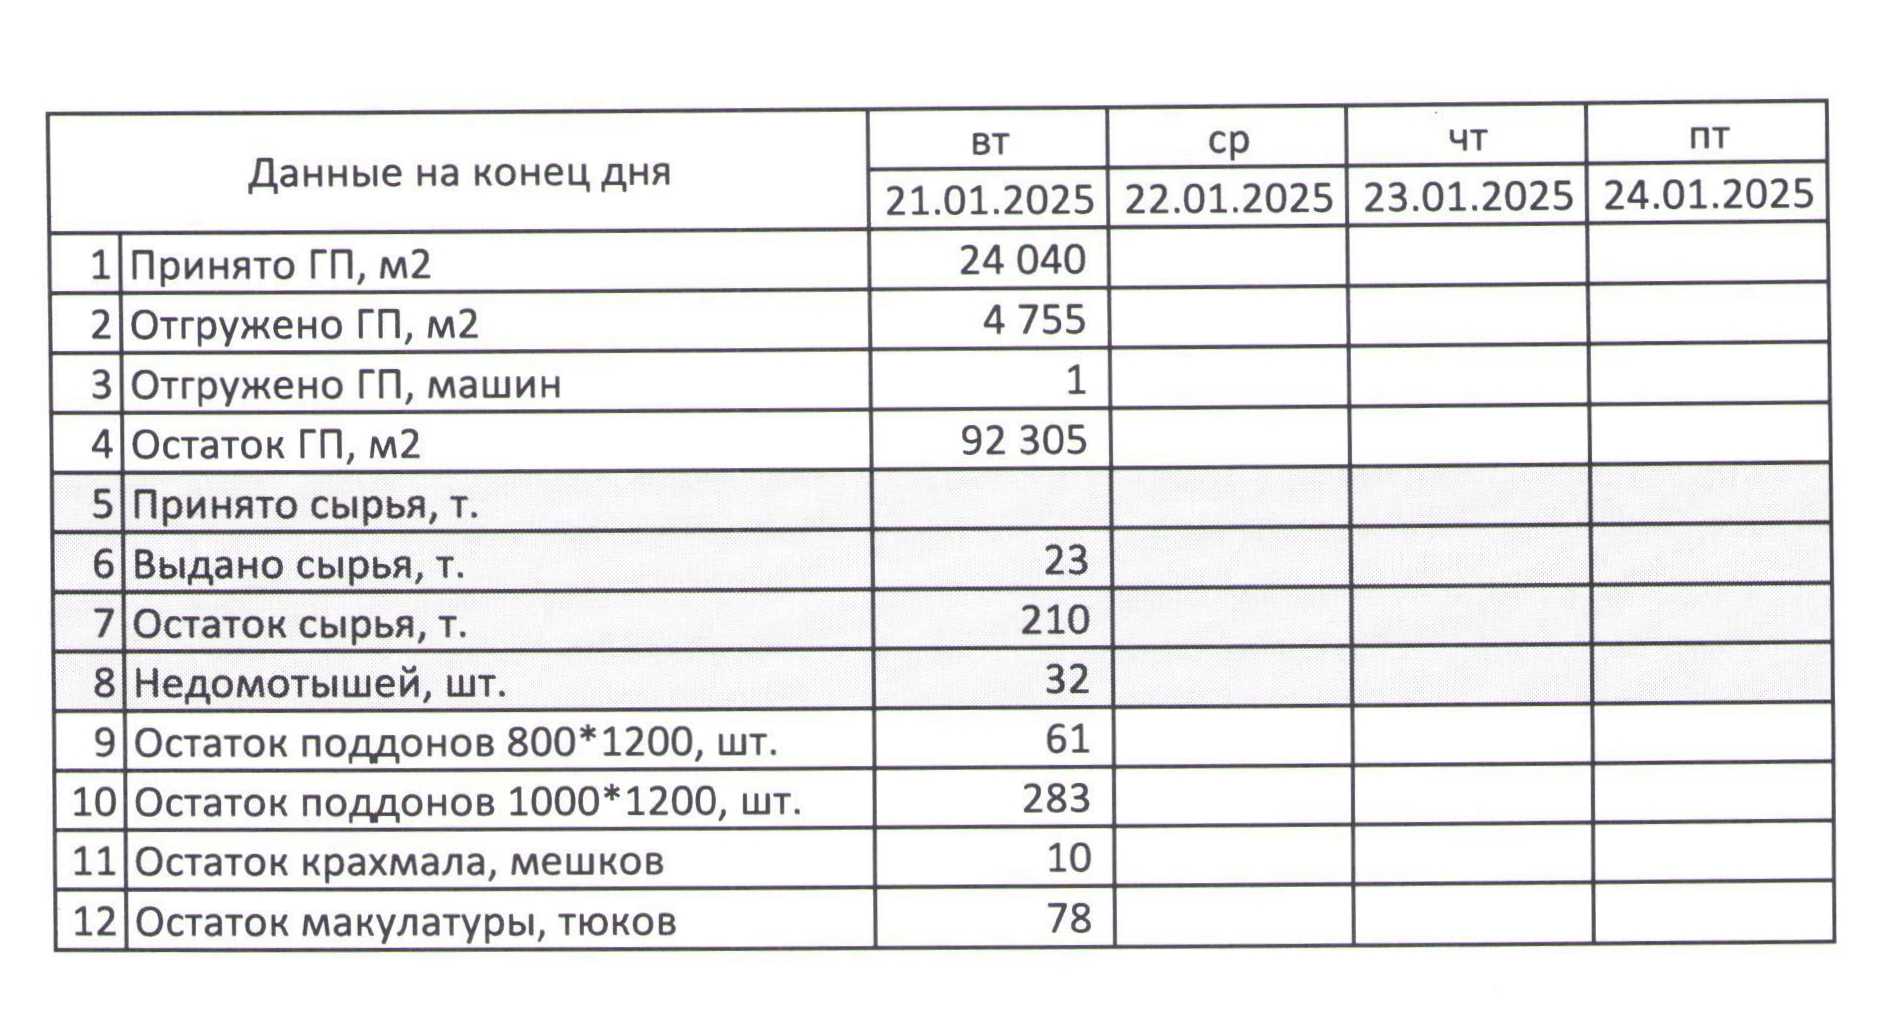 Данные на конец дня вт ср чт пт
21.01.2025 22.01.2025 23.01.2025 24.01.2025
1 Принято ГП, м2 24 040
2 Отгружено ГП, м2 4 755
3 Отгружено ГП, машин 1
4 Остаток ГП, м2 92 305
5 Принято сырья, т.
6 Выдано сырья, т. 23
7 Остаток сырья, т. 210
8 Недомотышей, шт. 32
9 Остаток поддонов 800*1200, шт. 61
10 Остаток поддонов 1000*1200, шт. 283
11 Остаток крахмала, мешков 10
12 Остаток макулатуры, тюков 78